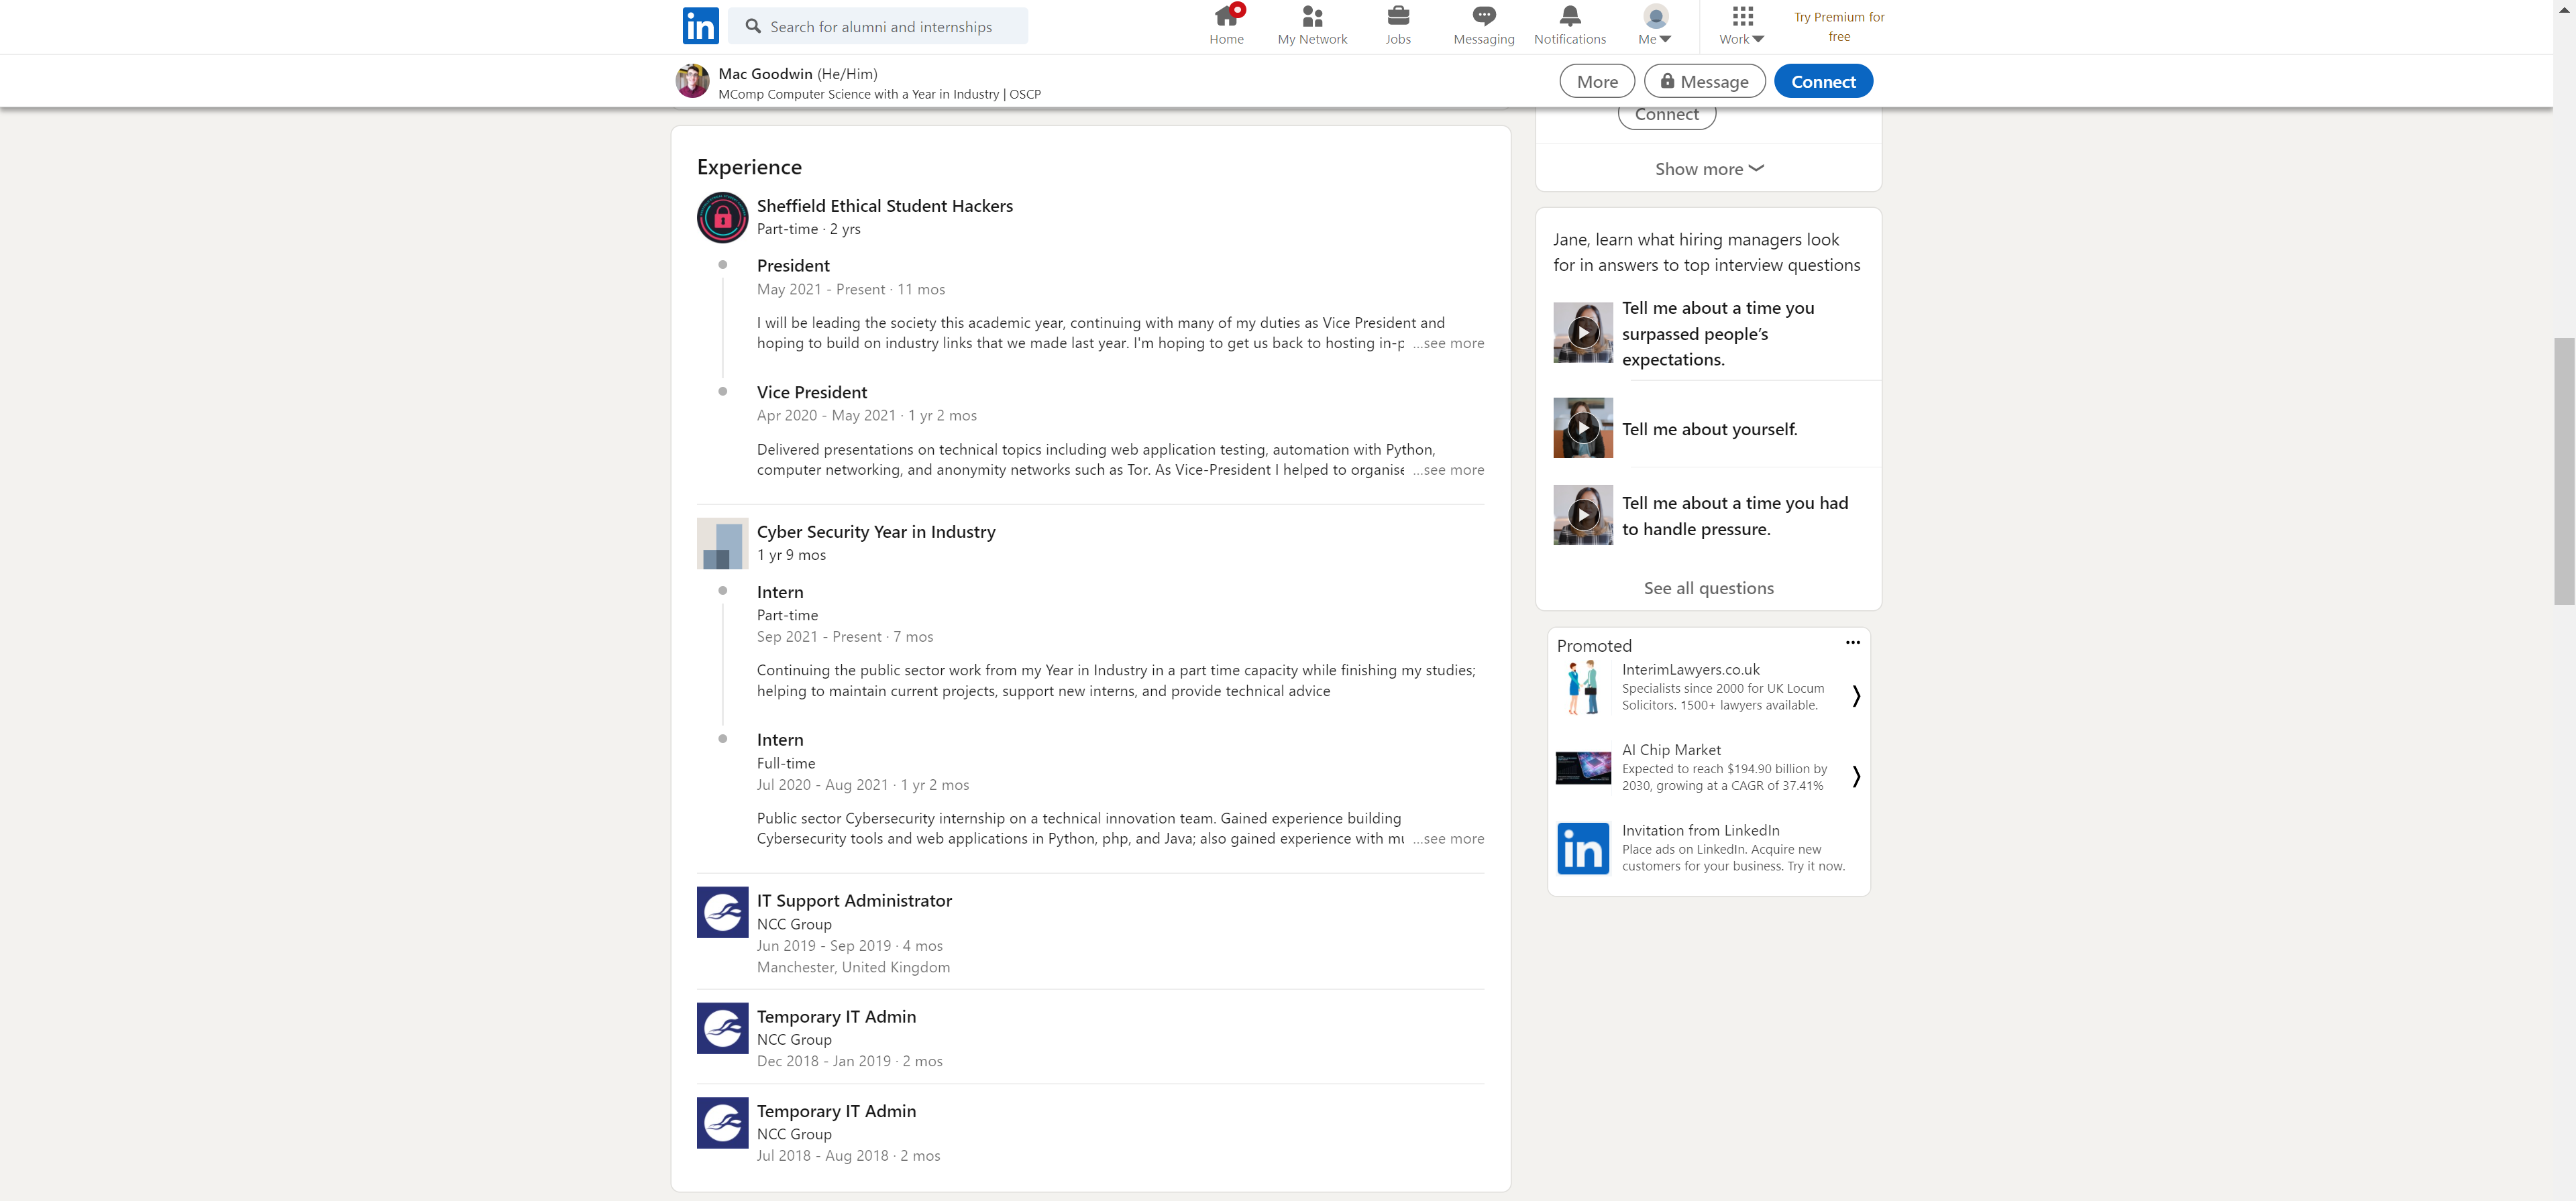 in
Search for alumni and internships
Home
My Network
Jobs
Messaging
Notifications
Me
Work
Try Premium for
free
Mac Goodwin (He/Him)
MComp Computer Science with a Year in Industry | OSCP
More
Message
Connect
Experience
Sheffield Ethical Student Hackers
Part-time · 2 yrs
President
May 2021 - Present · 11 mos
I will be leading the society this academic year, continuing with many of my duties as Vice President and
hoping to build on industry links that we made last year. I'm hoping to get us back to hosting in-p ...see more
Vice President
Apr 2020 - May 2021 · 1 yr 2 mos
Delivered presentations on technical topics including web application testing, automation with Python,
computer networking, and anonymity networks such as Tor. As Vice-President I helped to organise ...see more
Cyber Security Year in Industry
1 yr 9 mos
Intern
Part-time
Sep 2021 - Present · 7 mos
Continuing the public sector work from my Year in Industry in a part time capacity while finishing my studies;
helping to maintain current projects, support new interns, and provide technical advice
Intern
Full-time
Jul 2020 - Aug 2021 · 1 yr 2 mos
Public sector Cybersecurity internship on a technical innovation team. Gained experience building
Cybersecurity tools and web applications in Python, php, and Java; also gained experience with mu ...see more
IT Support Administrator
NCC Group
Jun 2019 - Sep 2019 · 4 mos
Manchester, United Kingdom
Temporary IT Admin
NCC Group
Dec 2018 - Jan 2019 · 2 mos
Temporary IT Admin
NCC Group
Jul 2018 - Aug 2018 · 2 mos
Connect
Show more
Jane, learn what hiring managers look
for in answers to top interview questions
Tell me about a time you
surpassed people’s
expectations.
Tell me about yourself.
Tell me about a time you had
to handle pressure.
See all questions
Promoted
InterimLawyers.co.uk
Specialists since 2000 for UK Locum
Solicitors. 1500+ lawyers available.
AI Chip Market
Expected to reach $194.90 billion by
2030, growing at a CAGR of 37.41%
in
Invitation from LinkedIn
Place ads on LinkedIn. Acquire new
customers for your business. Try it now.